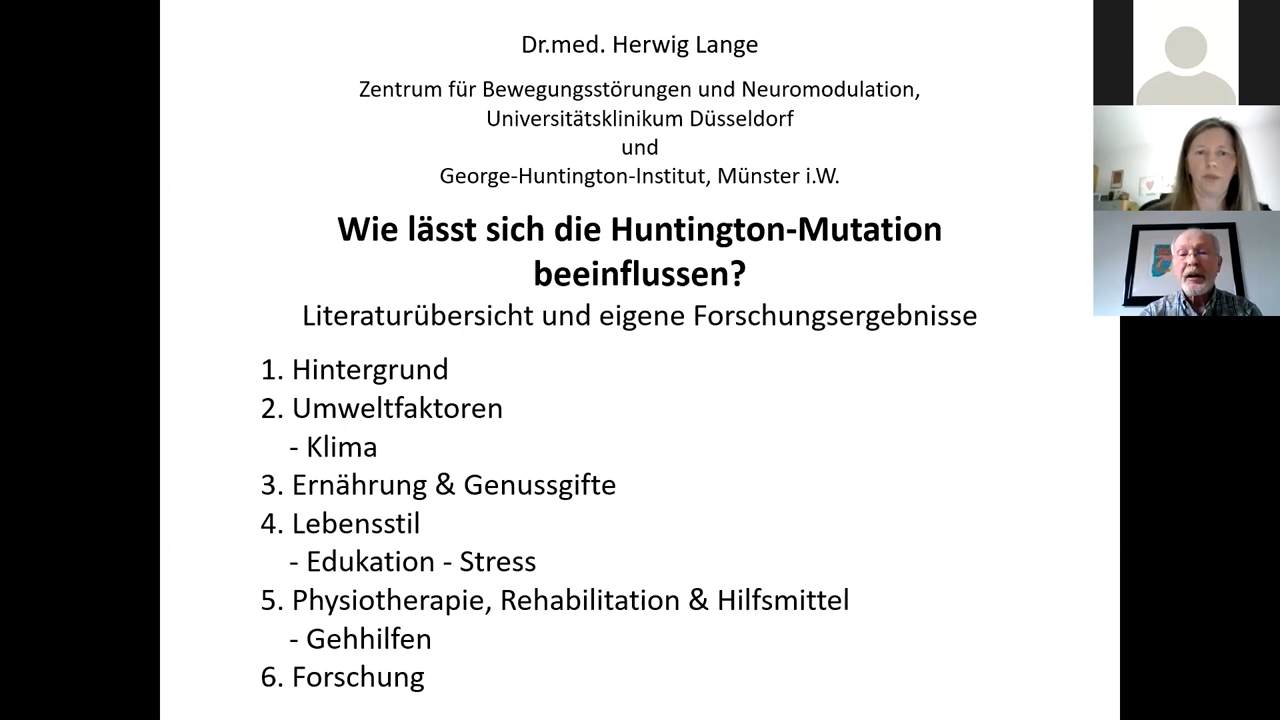 Dr.med. Herwig Lange
Zentrum für Bewegungsstörungen und Neuromodulation,
Universitätsklinikum Düsseldorf
und
George-Huntington-Institut, Münster i.W.
Wie lässt sich die Huntington-Mutation
beeinflussen?
Literaturübersicht und eigene Forschungsergebnisse
1. Hintergrund
2. Umweltfaktoren
- Klima
3. Ernährung & Genussgifte
4. Lebensstil
- Edukation - Stress
5. Physiotherapie, Rehabilitation & Hilfsmittel
- Gehhilfen
6. Forschung